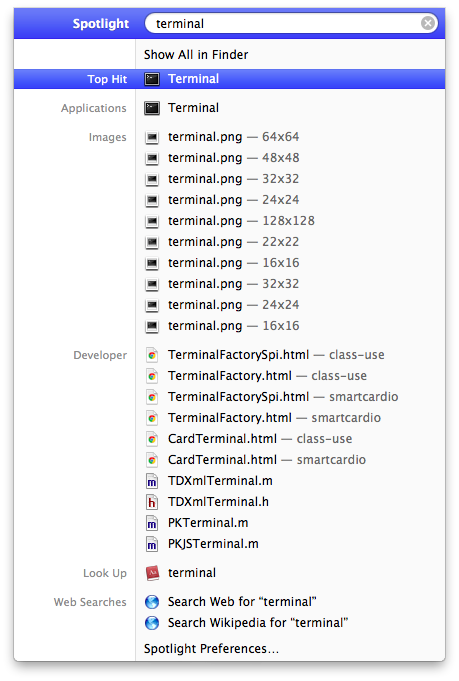 Spotlight terminal
Show All in Finder
Top Hit Terminal
Applications Terminal
Images terminal.png — 64x64
terminal.png — 48x48
terminal.png — 32x32
terminal.png — 24x24
terminal.png — 128x128
terminal.png — 22x22
terminal.png — 16x16
terminal.png — 32x32
terminal.png — 24x24
terminal.png — 16x16
Developer TerminalFactorySpi.html — class-use
TerminalFactory.html — class-use
TerminalFactorySpi.html — smartcardio
TerminalFactory.html — smartcardio
CardTerminal.html — class-use
CardTerminal.html — smartcardio
m TDXmlTerminal.m
h TDXmlTerminal.h
m PKTerminal.m
m PKJSTerminal.m
Look Up Aa terminal
Web Searches Search Web for “terminal”
Search Wikipedia for “terminal”
Spotlight Preferences…